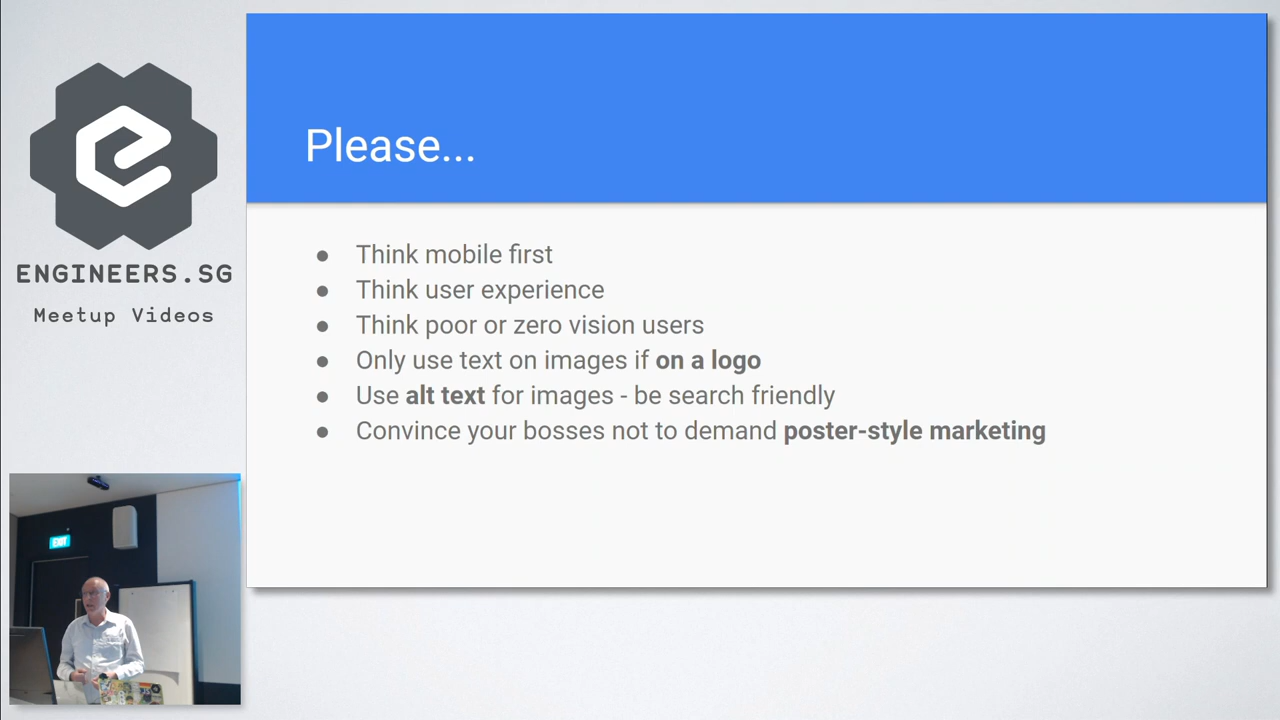 Please...
ENGINEERS.SG
Meetup Videos
● Think mobile first
● Think user experience
● Think poor or zero vision users
● Only use text on images if on a logo
● Use alt text for images - be search friendly
● Convince your bosses not to demand poster-style marketing
EXIT